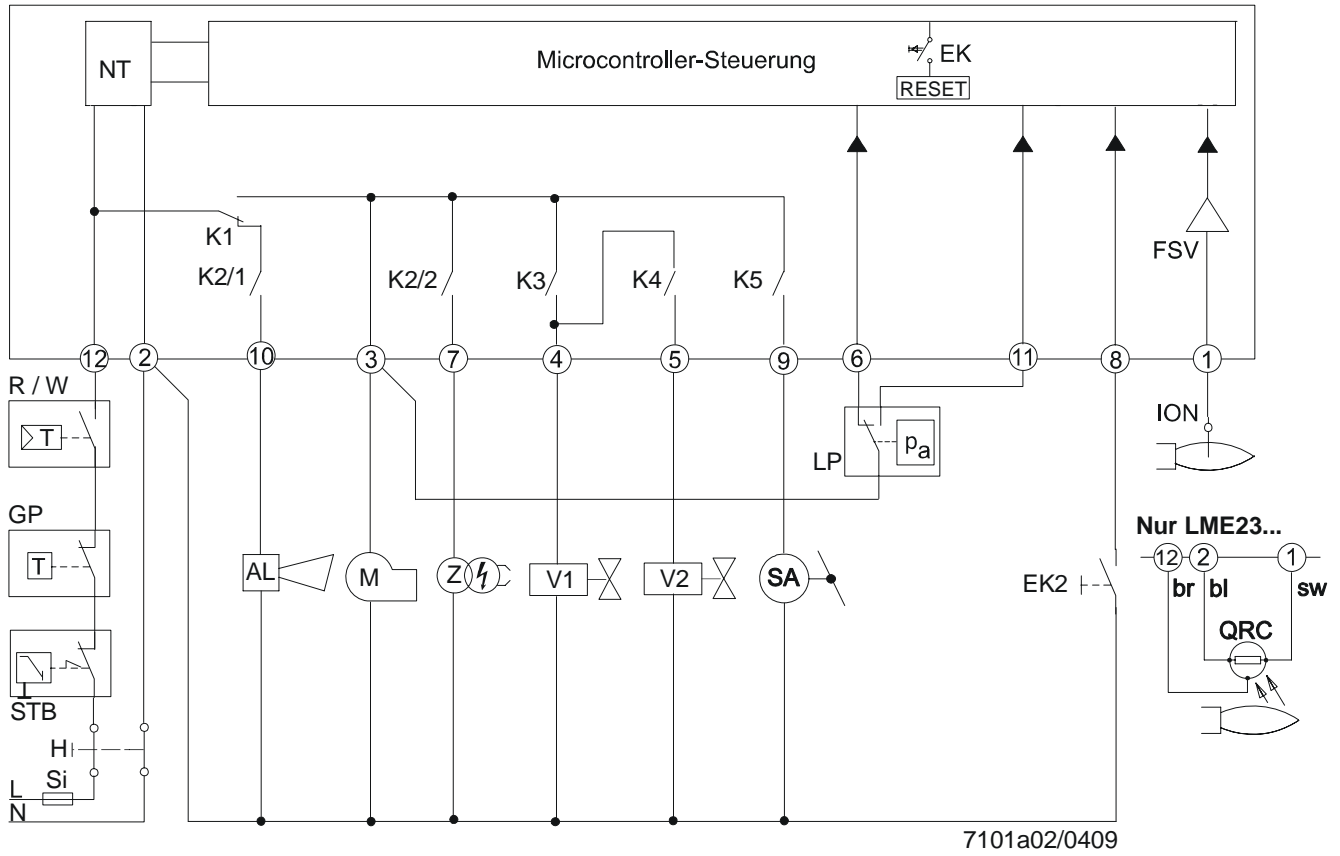 NT
Microcontroller-Steuerung
EK
RESET
K1
FSV
K2/1
K2/2
K3
K4
K5
12 2 10 3 7 4 5 9 6 11 8 1
R / W
T
ION
LP
pa
GP
T
Nur LME23...
12 2 1
br bl sw
AL
M
Z
V1
V2
SA
EK2
QRC
STB
H
Si
L
N
7101a02/0409